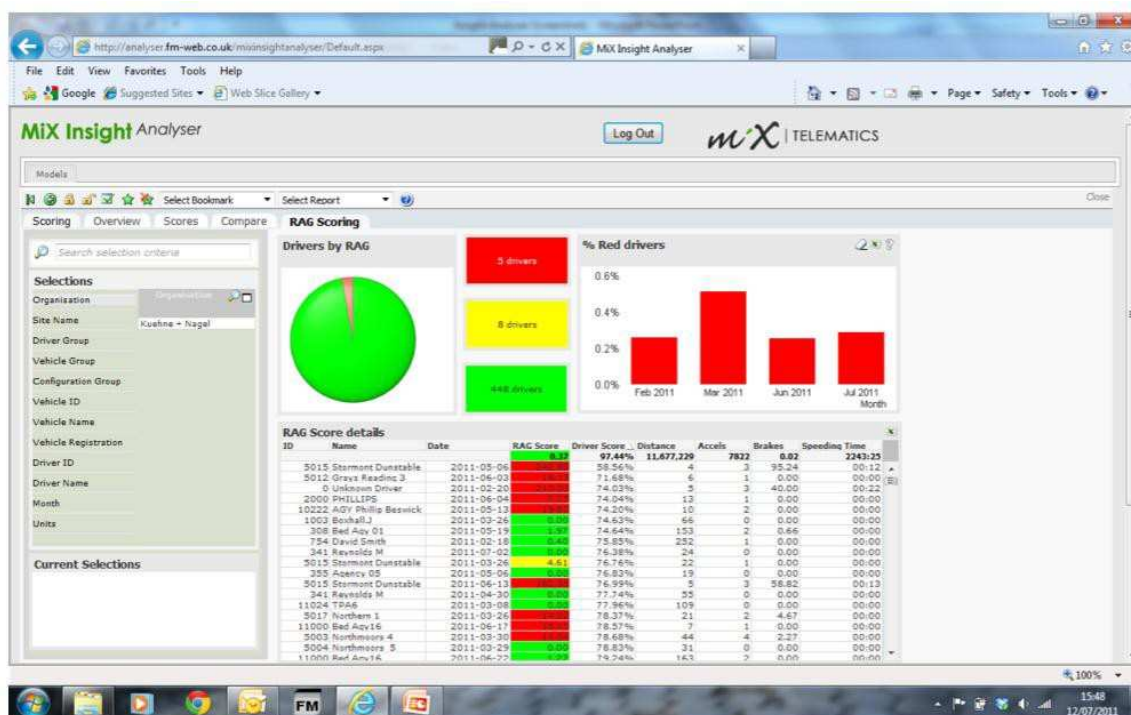 http://analyser.fm-web.co.uk/mixinsightanalyser/Default.aspx
MiX Insight Analyser
File Edit View Favorites Tools Help
Google Suggested Sites Web Slice Gallery
Page Safety Tools
MiX Insight Analyser
Log Out
miX TELEMATICS
Models
Select Bookmark Select Report Close
Scoring Overview Scores Compare RAG Scoring
Search selection criteria
Selections
Organisation
Organisation
Kuehne + Nagel
Site Name
Driver Group
Vehicle Group
Configuration Group
Vehicle ID
Vehicle Name
Vehicle Registration
Driver ID
Driver Name
Month
Units
Current Selections
Drivers by RAG
5 drivers
8 drivers
448 drivers
% Red drivers
0.6%
0.4%
0.2%
0.0%
Feb 2011 Mar 2011 Jun 2011 Jul 2011
Month
RAG Score details
ID Name Date RAG Score Driver Score Distance Accels Brakes Speeding Time
0.37 97.44% 11,677,229 7822 0.02 2243:25
5015 Stormont Dunstable 2011-05-06 58.56% 4 3 95.24 00:12
5012 Grays Reading 3 2011-06-03 71.68% 6 1 0.00 00:00
0 Unknown Driver 2011-02-20 74.03% 5 3 40.00 00:22
2000 PHILLIPS 2011-06-04 74.04% 13 1 0.00 00:00
10222 AGY Phillip Beswick 2011-05-13 74.20% 10 2 0.00 00:00
1003 Boxhall.J 2011-03-26 0.00 74.63% 66 0 0.00 00:00
308 Bed Agy 01 2011-05-19 1.97 74.64% 153 2 0.66 00:00
754 David Smith 2011-02-18 0.40 75.85% 252 1 0.00 00:00
341 Reynolds M 2011-07-02 0.00 76.38% 24 0 0.00 00:00
5015 Stormont Dunstable 2011-03-26 4.61 76.76% 22 1 0.00 00:00
355 Agency 05 2011-05-06 0.00 76.83% 19 0 0.00 00:00
5015 Stormont Dunstable 2011-06-13 76.99% 5 3 58.82 00:13
341 Reynolds M 2011-04-30 0.00 77.74% 55 0 0.00 00:00
11024 TPA6 2011-03-08 0.00 77.96% 109 0 0.00 00:00
5017 Northern 1 2011-03-26 78.37% 21 2 4.67 00:00
11000 Bed Agy16 2011-06-17 78.57% 7 1 0.00 00:00
5003 Northmoors 4 2011-03-30 78.68% 44 4 2.27 00:00
5004 Northmoors 5 2011-03-29 0.00 78.83% 31 0 0.00 00:00
11000 Bed Agy16 2011-06-22 79.24% 163 2 0.00 00:00
100%
FM
15:48
12/07/2011